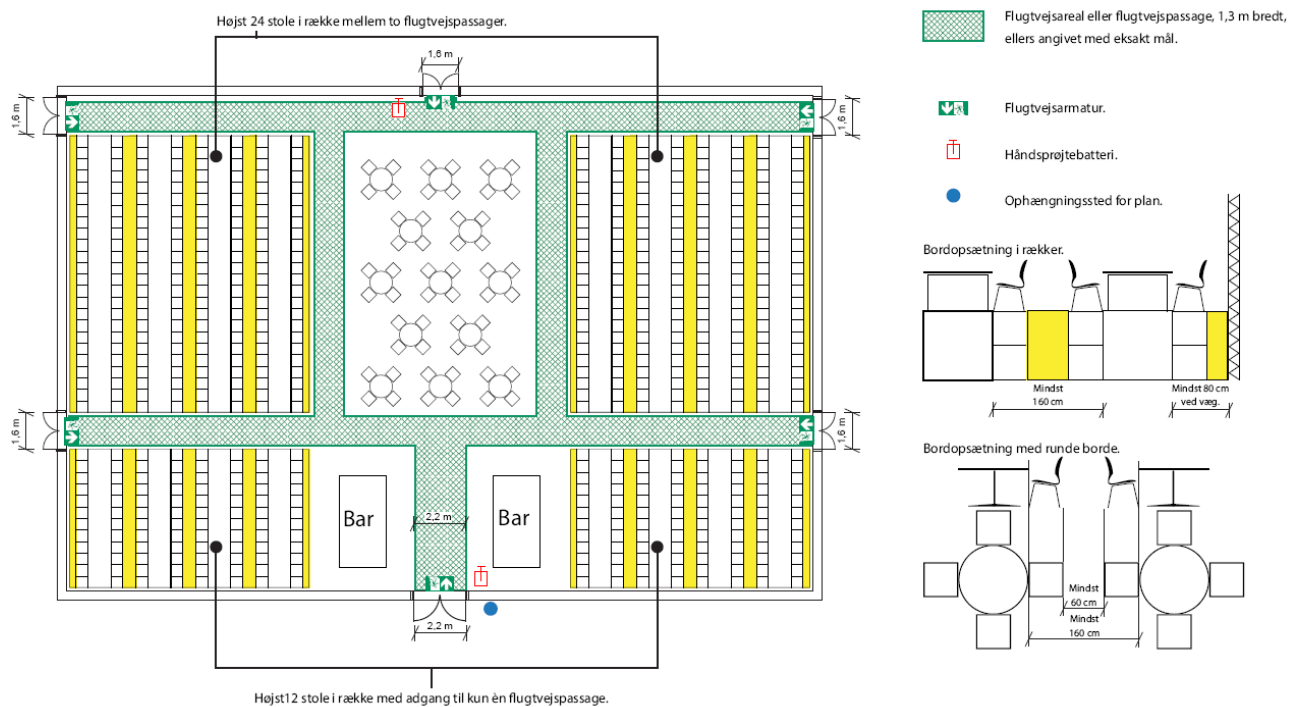 Højst 24 stole i række mellem to flugtvejspassager.
1,6 m
1,6 m
1,6 m
1,6 m
1,6 m
Bar
2,2 m
Bar
2,2 m
Højst12 stole i række med adgang til kun èn flugtvejspassage.
Flugtvejsareal eller flugtvejspassage, 1,3 m bredt,
ellers angivet med eksakt mål.
Flugtvejsarmatur.
Håndsprøjtebatteri.
Ophængningssted for plan.
Bordopsætning i rækker.
Mindst
160 cm
Mindst 80 cm
ved væg.
Bordopsætning med runde borde.
Mindst
60 cm
Mindst
160 cm